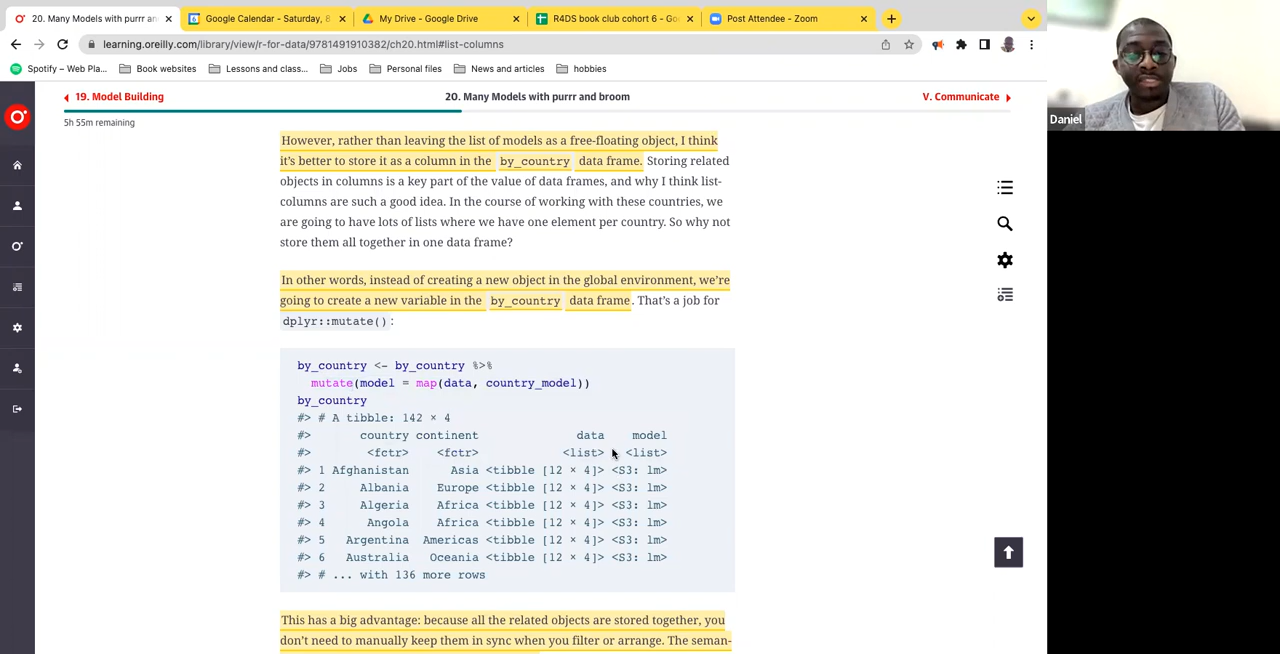 20. Many Models with purrr and
Google Calendar - Saturday, 8
My Drive - Google Drive
R4DS book club cohort 6 - Go
Post Attendee - Zoom
learning.oreilly.com/library/view/r-for-data/9781491910382/ch20.html#list-columns
Spotify – Web Pla...
Book websites
Lessons and class...
Jobs
Personal files
News and articles
hobbies
Daniel
19. Model Building
20. Many Models with purrr and broom
V. Communicate
5h 55m remaining
However, rather than leaving the list of models as a free-floating object, I think
it’s better to store it as a column in the by_country data frame. Storing related
objects in columns is a key part of the value of data frames, and why I think list-
columns are such a good idea. In the course of working with these countries, we
are going to have lots of lists where we have one element per country. So why not
store them all together in one data frame?
In other words, instead of creating a new object in the global environment, we’re
going to create a new variable in the by_country data frame. That’s a job for
dplyr::mutate():
by_country <- by_country %>%
mutate(model = map(data, country_model))
by_country
#> # A tibble: 142 × 4
#> country continent data model
#> <fctr> <fctr> <list> <list>
#> 1 Afghanistan Asia <tibble [12 × 4]> <S3: lm>
#> 2 Albania Europe <tibble [12 × 4]> <S3: lm>
#> 3 Algeria Africa <tibble [12 × 4]> <S3: lm>
#> 4 Angola Africa <tibble [12 × 4]> <S3: lm>
#> 5 Argentina Americas <tibble [12 × 4]> <S3: lm>
#> 6 Australia Oceania <tibble [12 × 4]> <S3: lm>
#> # ... with 136 more rows
This has a big advantage: because all the related objects are stored together, you
don’t need to manually keep them in sync when you filter or arrange. The seman-